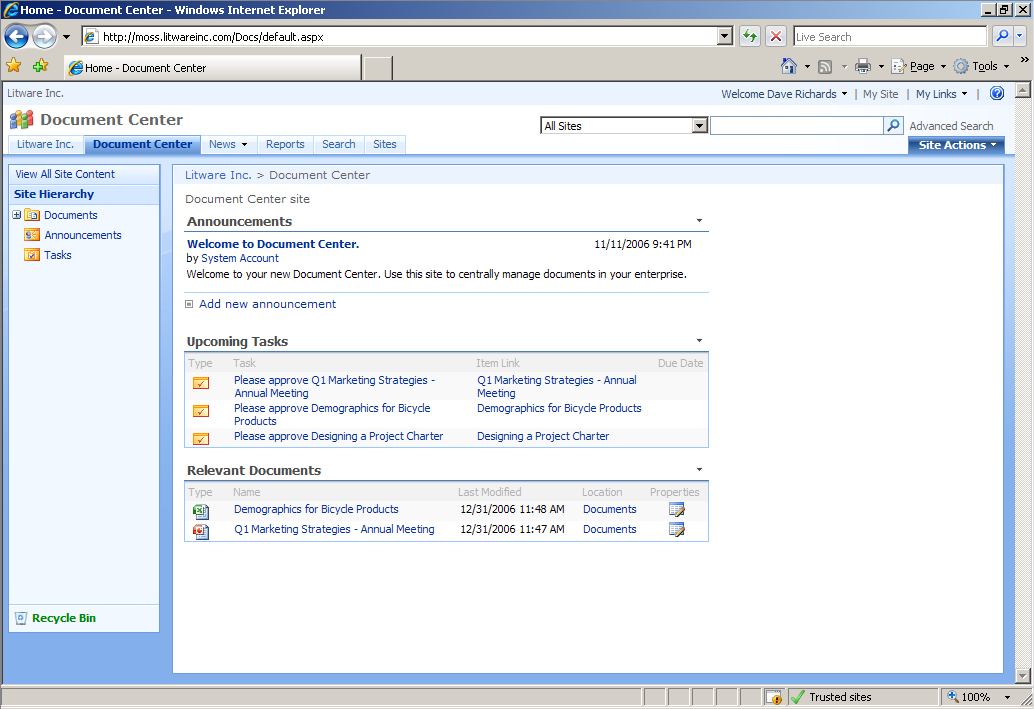 Home - Document Center - Windows Internet Explorer
http://moss.litwareinc.com/Docs/default.aspx
Live Search
Home - Document Center
Page
Tools
Litware Inc.
Welcome Dave Richards
| My Site | My Links |
Document Center
All Sites
Advanced Search
Litware Inc.
Document Center
News
Reports
Search
Sites
Site Actions
View All Site Content
Site Hierarchy
Documents
Announcements
Tasks
Recycle Bin
Litware Inc. > Document Center
Document Center site
Announcements
Welcome to Document Center. 11/11/2006 9:41 PM
by System Account
Welcome to your new Document Center. Use this site to centrally manage documents in your enterprise.
Add new announcement
Upcoming Tasks
Type Task Item Link Due Date
Please approve Q1 Marketing Strategies - Q1 Marketing Strategies - Annual
Annual Meeting Meeting
Please approve Demographics for Bicycle Demographics for Bicycle Products
Products
Please approve Designing a Project Charter Designing a Project Charter
Relevant Documents
Type Name Last Modified Location Properties
Demographics for Bicycle Products 12/31/2006 11:48 AM Documents
Q1 Marketing Strategies - Annual Meeting 12/31/2006 11:47 AM Documents
Trusted sites
100%